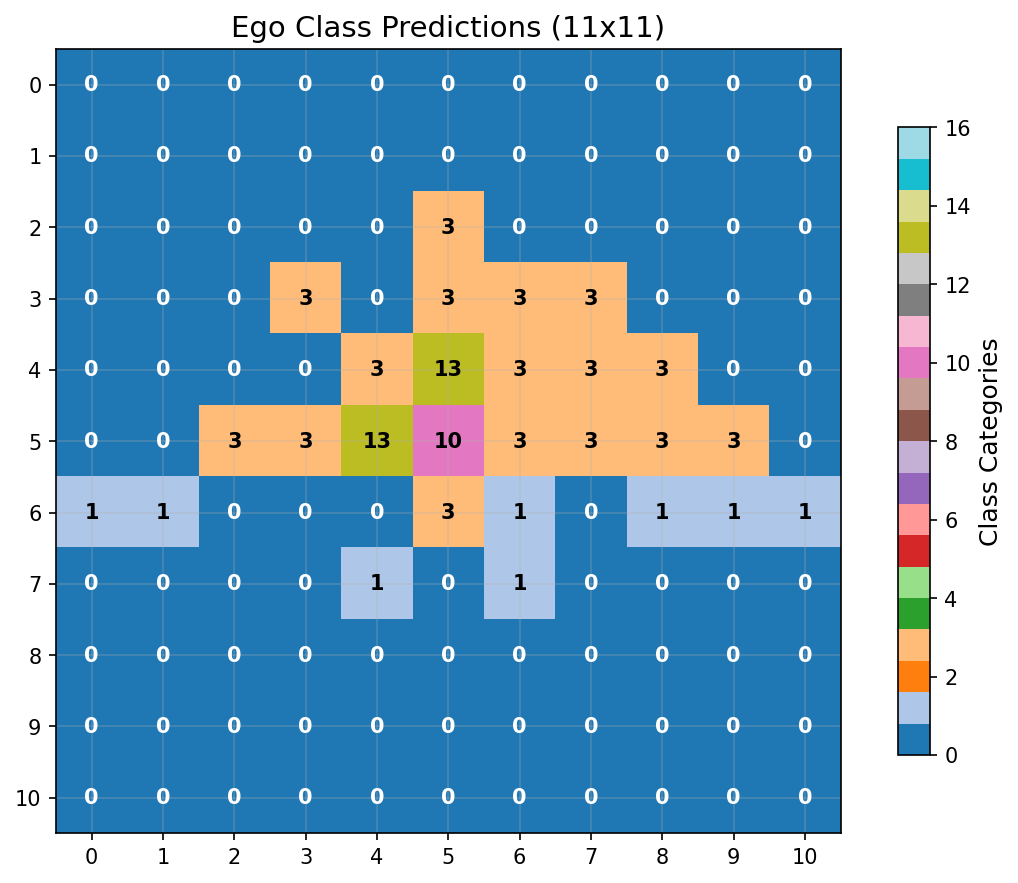 Ego Class Predictions (11x11)
0 0 0 0 0 0 0 0 0 0 0 0
1 0 0 0 0 0 0 0 0 0 0 0
2 0 0 0 0 0 3 0 0 0 0 0
3 0 0 0 3 0 3 3 3 0 0 0
4 0 0 0 0 3 13 3 3 3 0 0
5 0 0 3 3 13 10 3 3 3 3 0
6 1 1 0 0 0 3 1 0 1 1 1
7 0 0 0 0 1 0 1 0 0 0 0
8 0 0 0 0 0 0 0 0 0 0 0
9 0 0 0 0 0 0 0 0 0 0 0
10 0 0 0 0 0 0 0 0 0 0 0
0 1 2 3 4 5 6 7 8 9 10
16
14
12
10
8
6
4
2
0
Class Categories